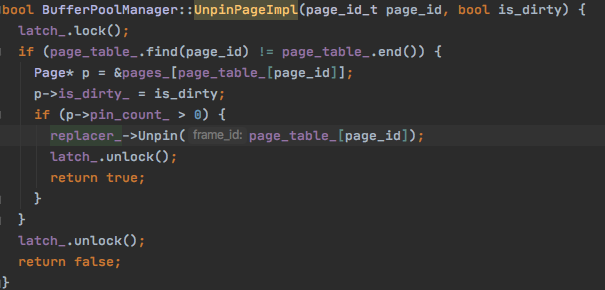 bool BufferPoolManager::UnpinPageImpl(page_id_t page_id, bool is_dirty) {
  latch_.lock();
  if (page_table_.find(page_id) != page_table_.end()) {
    Page* p = &pages_[page_table_[page_id]];
    p->is_dirty_ = is_dirty;
    if (p->pin_count_ > 0) {
      replacer_->Unpin( frame_id: page_table_[page_id]);
      latch_.unlock();
      return true;
    }
  }
  latch_.unlock();
  return false;
}